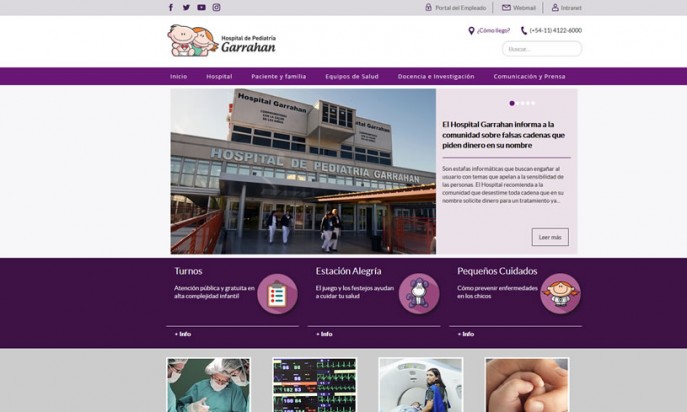 Portal del Empleado
Webmail
Intranet
Hospital de Pediatría
Garrahan
¿Cómo llego?
(+54-11) 4122-6000
Buscar...
Inicio
Hospital
Paciente y familia
Equipos de Salud
Docencia e Investigación
Comunicación y Prensa
Hospital Garrahan
HOSPITAL GARRAHAN
HOSPITAL DE PEDIATRIA GARRAHAN
El Hospital Garrahan informa a la
comunidad sobre falsas cadenas que
piden dinero en su nombre
Son estafas informáticas que buscan engañar al
usuario con temas que apelan a la sensibilidad de
las personas. El Hospital recomienda a la
comunidad que desestime toda cadena que en su
nombre solicite dinero para un tratamiento ya...
Leer más
Turnos
Atención pública y gratuita en
alta complejidad infantil
+ Info
Estación Alegría
El juego y los festejos ayudan
a cuidar tu salud
+ Info
Pequeños Cuidados
Cómo prevenir enfermedades
en los chicos
+ Info